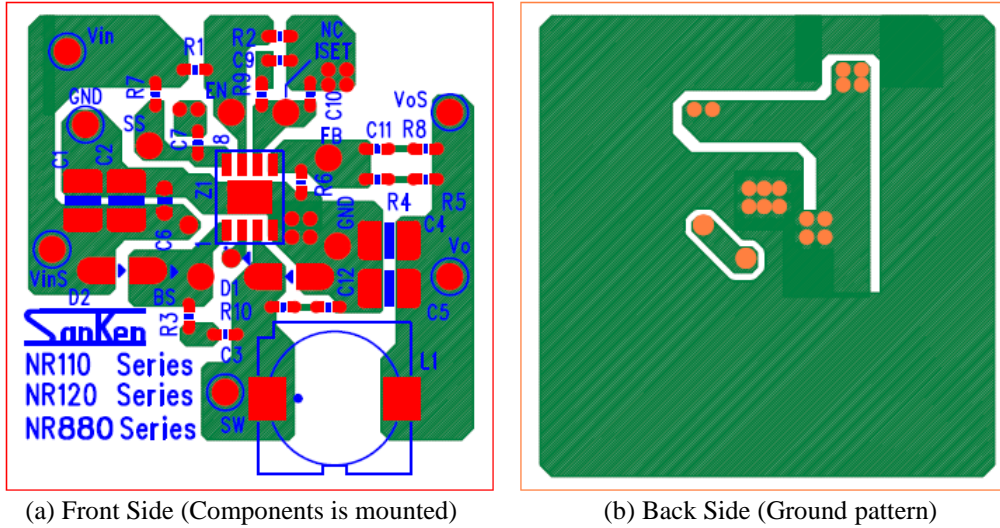 Vin
R1
R2
C9
NC
ISET
R7
R9
EN
C10
GND
SS
C7
8
FB
VoS
C11
R8
C1
C2
Z1
R6
R4
R5
GND
C4
Vo
C6
1
VinS
D2
BS
D1
C12
C5
R3
R10
C3
L1
SW
SanKen
NR110 Series
NR120 Series
NR880 Series
(a) Front Side (Components is mounted)
(b) Back Side (Ground pattern)